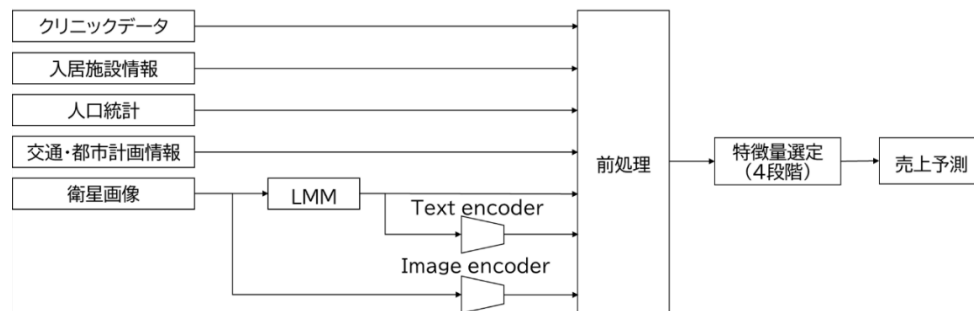 クリニックデータ
入居施設情報
人口統計
交通・都市計画情報
衛星画像
LMM
Text encoder
Image encoder
前処理
特徴量選定
(4段階)
売上予測